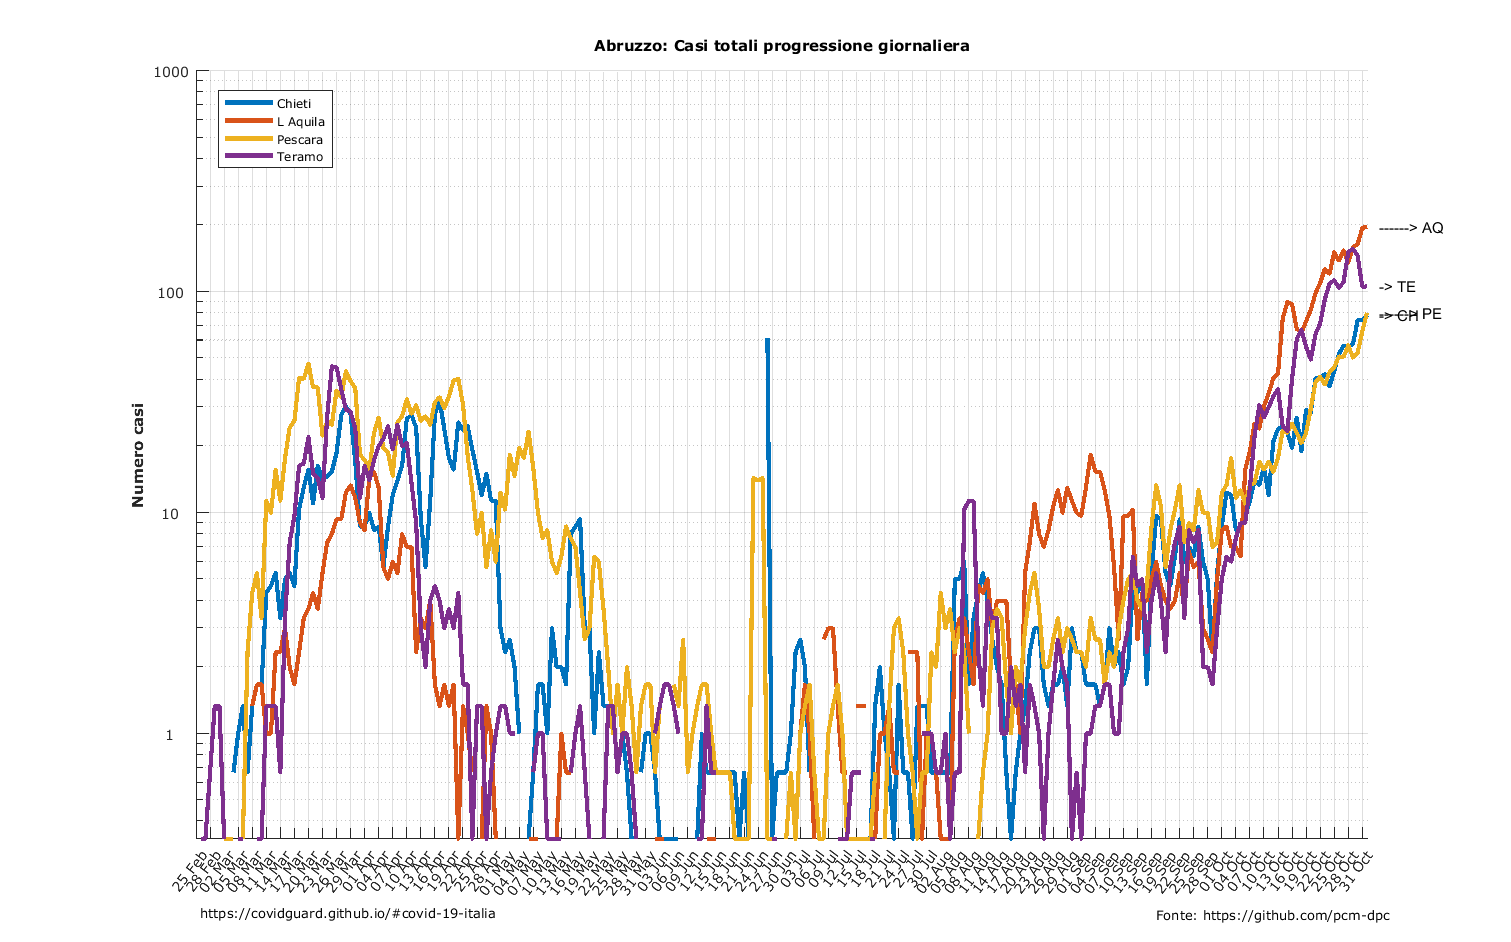 Abruzzo: Casi totali progressione giornaliera
1000
100
10
1
Numero casi
Chieti
L Aquila
Pescara
Teramo
------> AQ
-> TE
----> PE
-> CH
25 Feb
28 Feb
02 Mar
05 Mar
08 Mar
11 Mar
14 Mar
17 Mar
20 Mar
23 Mar
26 Mar
29 Mar
01 Apr
04 Apr
07 Apr
10 Apr
13 Apr
16 Apr
19 Apr
22 Apr
25 Apr
28 Apr
01 May
04 May
07 May
10 May
13 May
16 May
19 May
22 May
25 May
28 May
31 May
03 Jun
06 Jun
09 Jun
12 Jun
15 Jun
18 Jun
21 Jun
24 Jun
27 Jun
30 Jun
03 Jul
06 Jul
09 Jul
12 Jul
15 Jul
18 Jul
21 Jul
24 Jul
27 Jul
30 Jul
02 Aug
05 Aug
08 Aug
11 Aug
14 Aug
17 Aug
20 Aug
23 Aug
26 Aug
29 Aug
01 Sep
04 Sep
07 Sep
10 Sep
13 Sep
16 Sep
19 Sep
22 Sep
25 Sep
28 Sep
01 Oct
04 Oct
07 Oct
10 Oct
13 Oct
16 Oct
19 Oct
22 Oct
25 Oct
28 Oct
31 Oct
https://covidguard.github.io/#covid-19-italia
Fonte: https://github.com/pcm-dpc